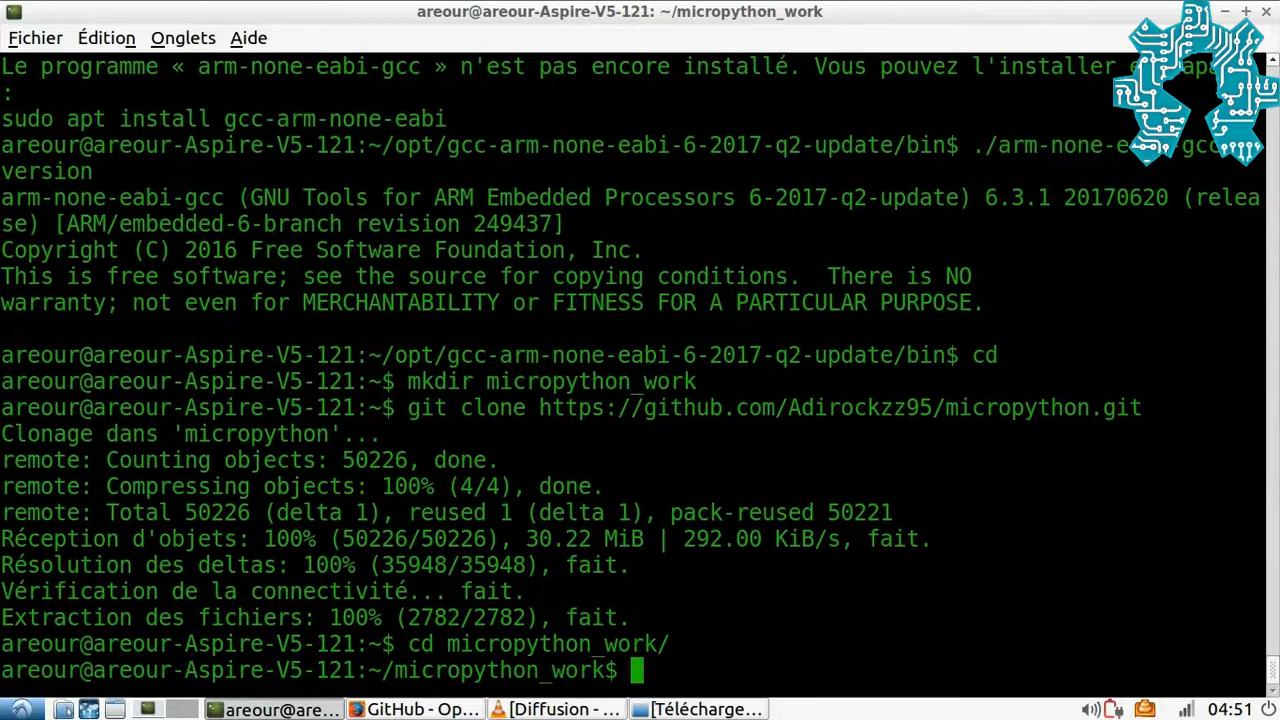 areour@areour-Aspire-V5-121: ~/micropython_work
Fichier Édition Onglets Aide
Le programme « arm-none-eabi-gcc » n'est pas encore installé. Vous pouvez l'installer
:
sudo apt install gcc-arm-none-eabi
areour@areour-Aspire-V5-121:~/opt/gcc-arm-none-eabi-6-2017-q2-update/bin$
version
arm-none-eabi-gcc (GNU Tools for ARM Embedded Processors 6-2017-q2-update) 6.3.1 20170620 (relea
se) [ARM/embedded-6-branch revision 249437]
Copyright (C) 2016 Free Software Foundation, Inc.
This is free software; see the source for copying conditions.  There is NO
warranty; not even for MERCHANTABILITY or FITNESS FOR A PARTICULAR PURPOSE.
areour@areour-Aspire-V5-121:~/opt/gcc-arm-none-eabi-6-2017-q2-update/bin$ cd
areour@areour-Aspire-V5-121:~$ mkdir micropython_work
areour@areour-Aspire-V5-121:~$ git clone https://github.com/Adirockzz95/micropython.git
Clonage dans 'micropython'...
remote: Counting objects: 50226, done.
remote: Compressing objects: 100% (4/4), done.
remote: Total 50226 (delta 1), reused 1 (delta 1), pack-reused 50221
Réception d'objets: 100% (50226/50226), 30.22 MiB | 292.00 KiB/s, fait.
Résolution des deltas: 100% (35948/35948), fait.
Vérification de la connectivité... fait.
Extraction des fichiers: 100% (2782/2782), fait.
areour@areour-Aspire-V5-121:~$ cd micropython_work/
areour@areour-Aspire-V5-121:~/micropython_work$
areour@are... GitHub - Op... [Diffusion - ... [Télécharge... 04:51